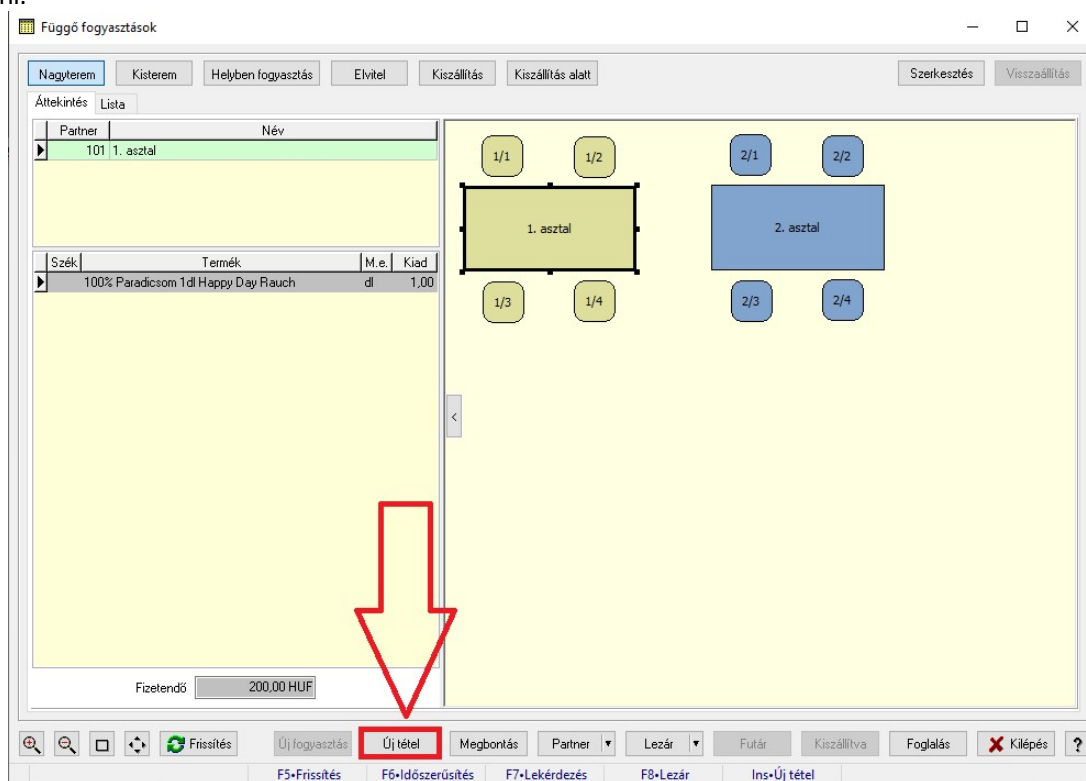 Függő fogyasztások
Nagyterem Kisterem Helyben fogyasztás Elvitel Kiszállítás Kiszállítás alatt Szerkesztés Visszaállítás
Áttekintés Lista
Partner Név
101 1. asztal
Szék Termék M.e. Kiad
100% Paradicsom 1dl Happy Day Rauch dl 1,00
1/1 1/2 2/1 2/2
1. asztal 2. asztal
1/3 1/4 2/3 2/4
<
Fizetendő 200,00 HUF
Frissítés Új fogyasztás Új tétel Megbontás Partner Lezár Futár Kiszállítva Foglalás Kilépés ?
F5-Frissítés F6-Időszerűsítés F7-Lekérdezés F8-Lezár Ins-Új tétel